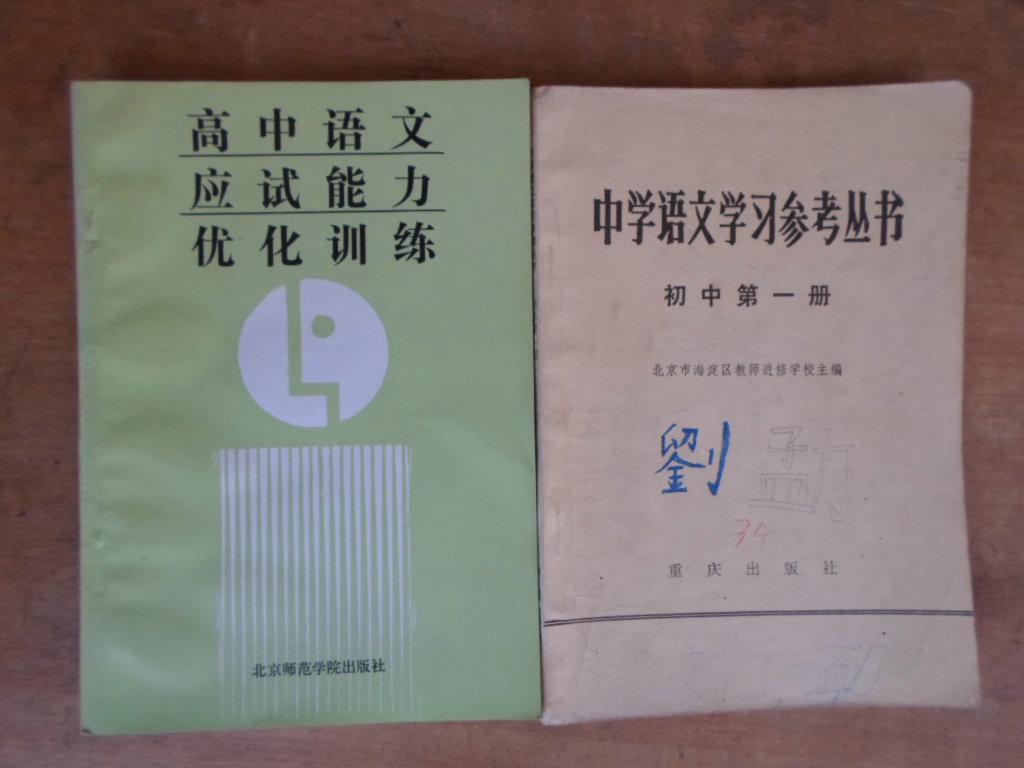 高中语文
应试能力
优化训练
北京师范学院出版社
中学语文学习参考丛书
初中第一册
北京市海淀区教师进修学校主编
劉 勐
34
重庆出版社